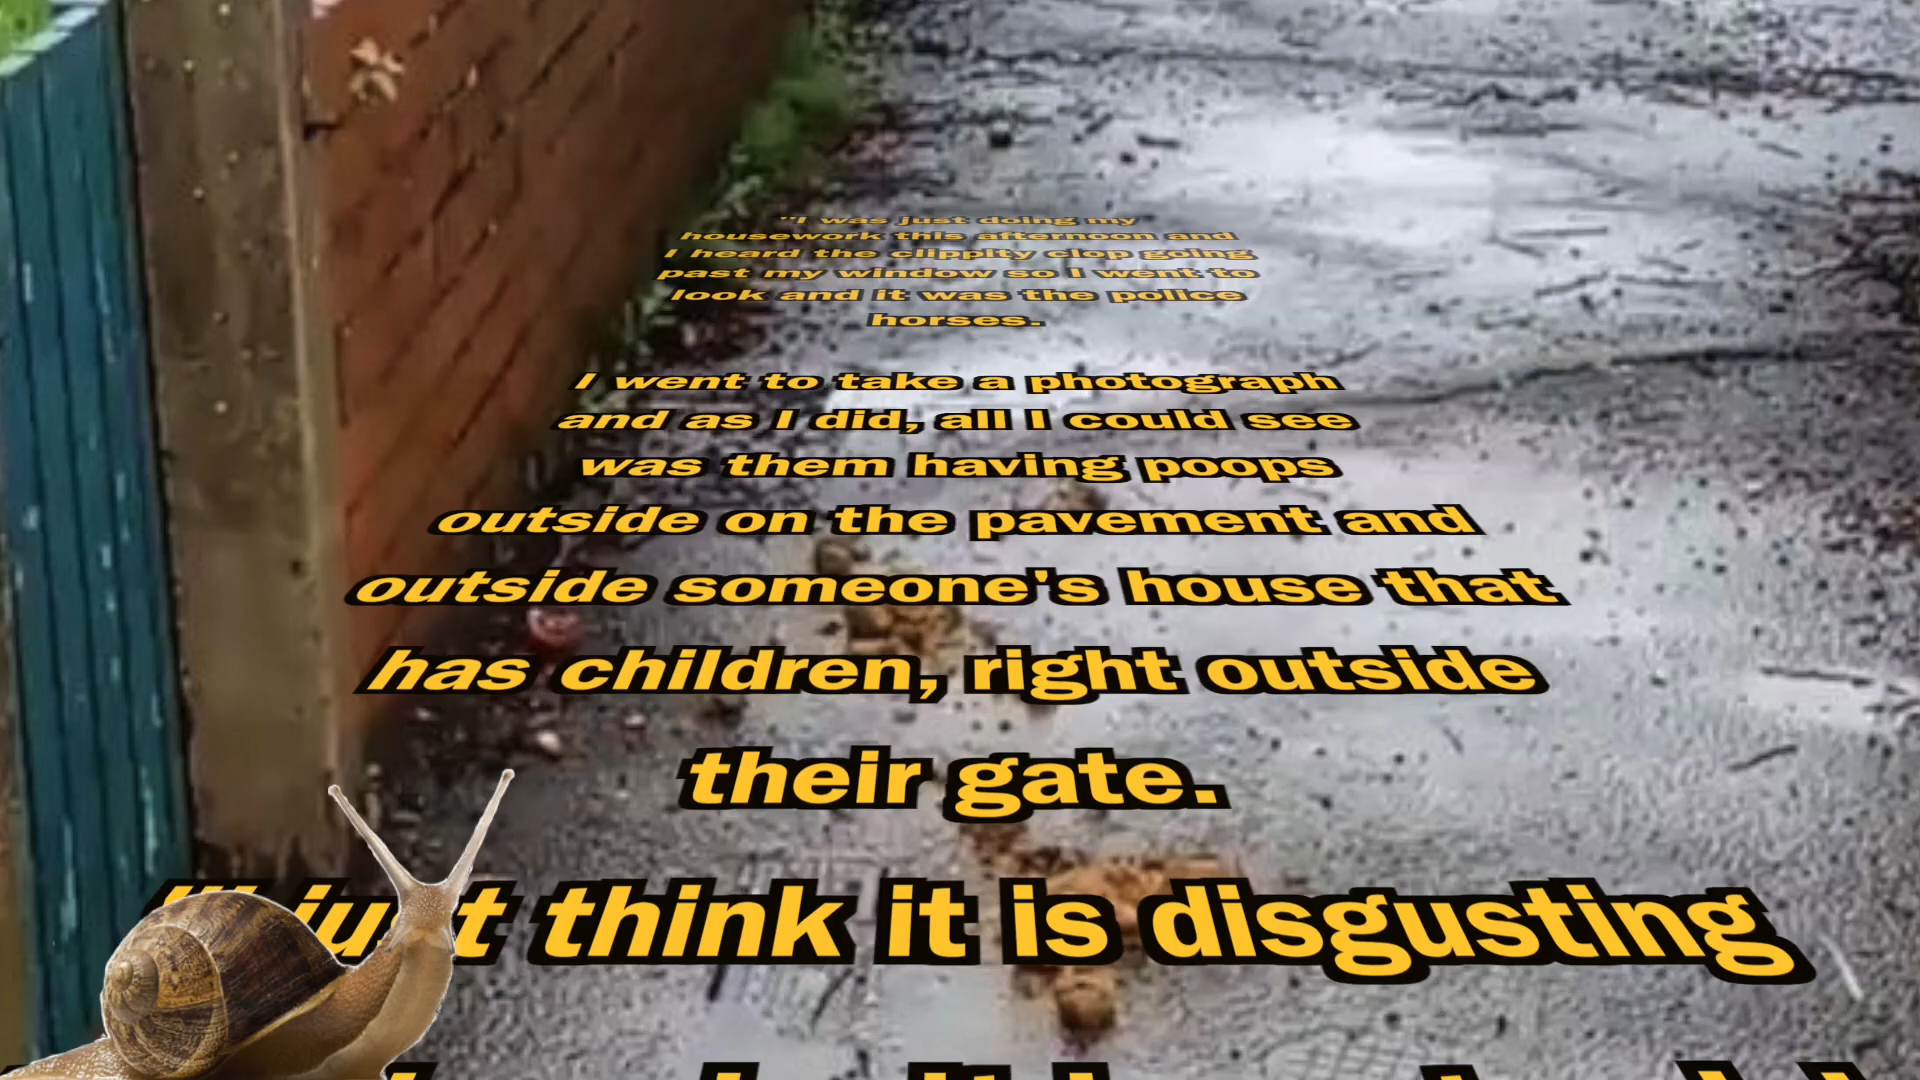 "I was just doing my
housework this afternoon and
I heard the clippity clop going
past my window so I went to
look and it was the police
horses.
I went to take a photograph
and as I did, all I could see
was them having poops
outside on the pavement and
outside someone's house that
has children, right outside
their gate.
"I just think it is disgusting